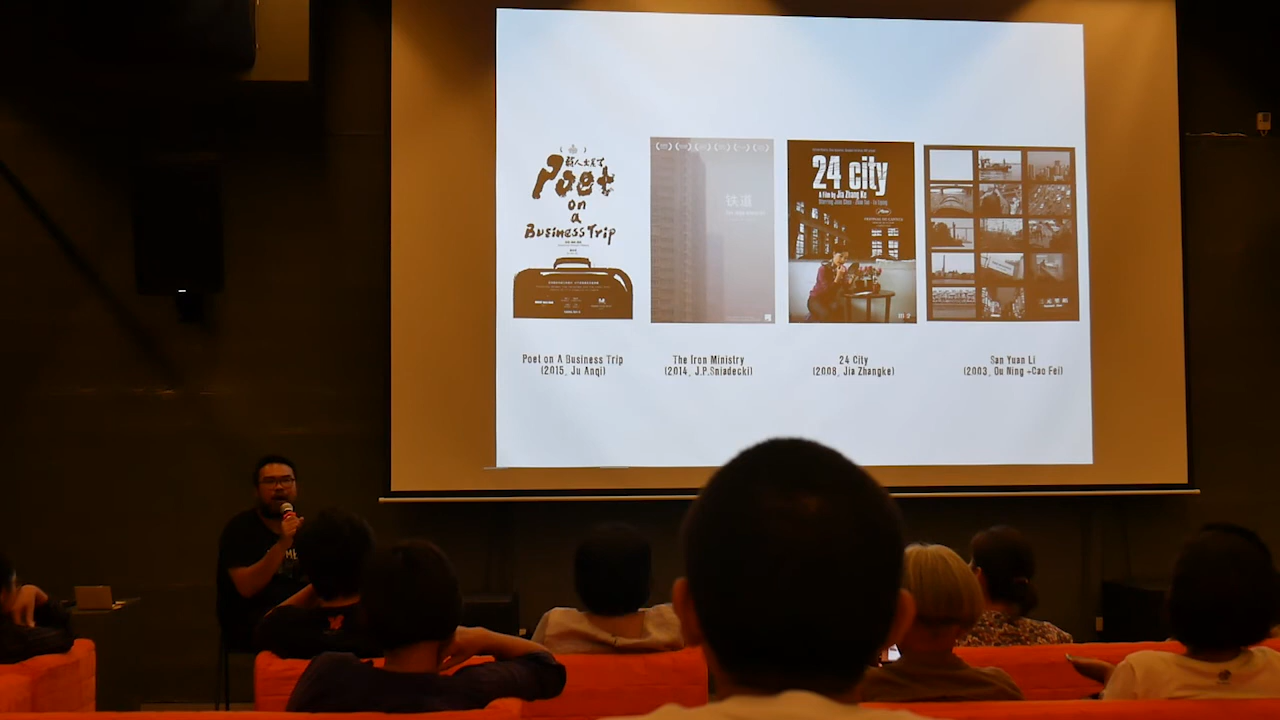 诗人出差了
Poet
on
a
Business Trip
铁道
24 city
A Film by Jia Zhang Ke
Poet on A Business Trip
(2015, Ju Anqi)
The Iron Ministry
(2014, J.P.Sniadecki)
24 City
(2008, Jia Zhangke)
San Yuan Li
(2003, Ou Ning +Cao Fei)